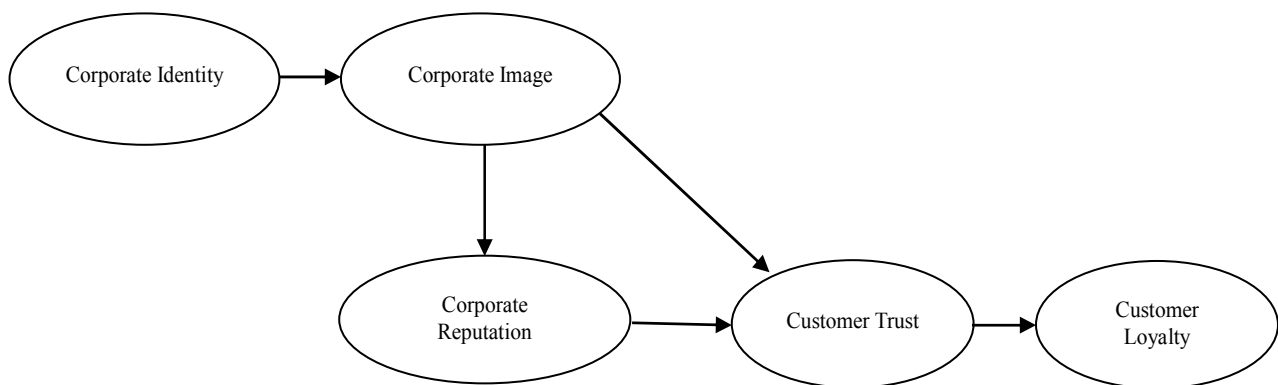 Corporate Identity
Corporate Image
Corporate
Reputation
Customer Trust
Customer
Loyalty